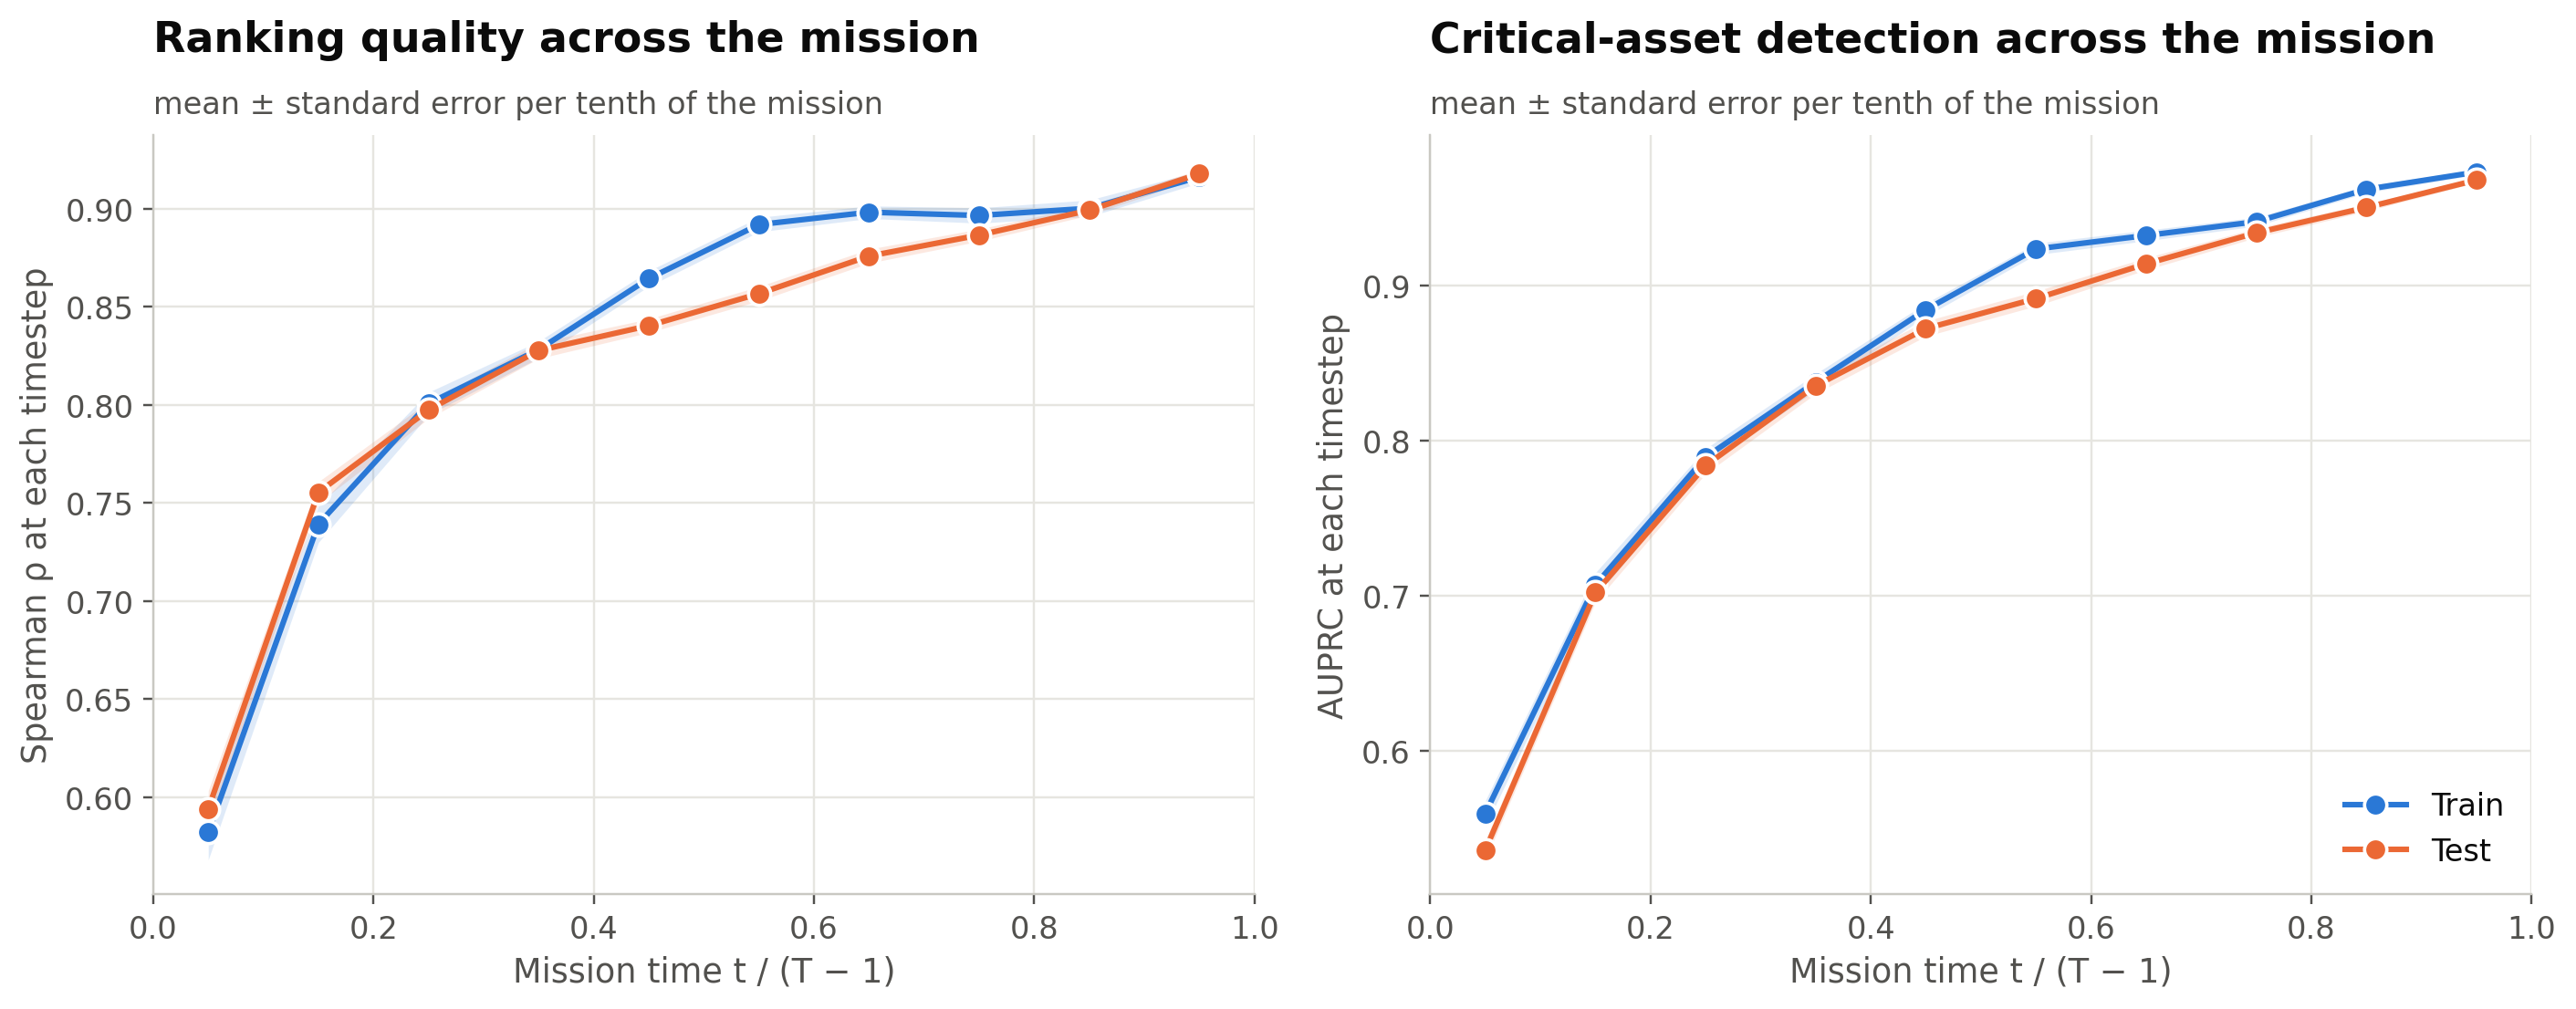 Ranking quality across the mission
mean ± standard error per tenth of the mission
Spearman ρ at each timestep
0.90
0.85
0.80
0.75
0.70
0.65
0.60
0.0
0.2
0.4
0.6
0.8
1.0
Mission time t / (T − 1)
Critical-asset detection across the mission
mean ± standard error per tenth of the mission
AUPRC at each timestep
0.9
0.8
0.7
0.6
Train
Test
0.0
0.2
0.4
0.6
0.8
1.0
Mission time t / (T − 1)